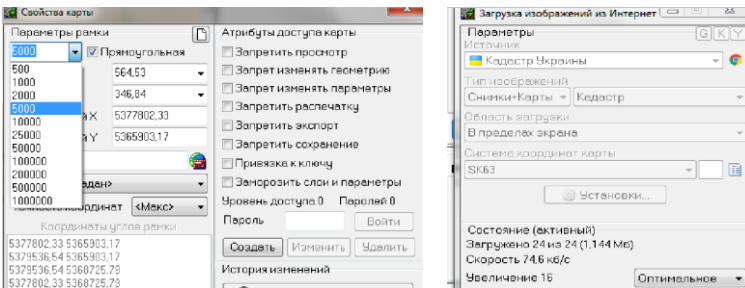 Свойства карты
Параметры рамки
5000
Прямоугольная
500
1000
2000
5000
10000
25000
50000
100000
200000
500000
1000000
564,53
346,84
й X 5377802,33
й Y 5365903,17
адан>
ординат <Макс>
Координаты углов рамки
5377802,33 5365903,17
5379536,54 5365903,17
5379536,54 5368725,79
5377802,33 5368725,79
Атрибуты доступа карты
Запретить просмотр
Запрет изменять геометрию
Запрет изменять параметры
Запретить распечатку
Запретить экспорт
Запретить сохранение
Привязка к ключу
Заморозить слои и параметры
Уровень доступа 0 Паролей 0
Пароль Войти
Создать Изменить Удалить
История изменений
Загрузка изображений из Интернет
Параметры G K Y
Источник
Кадастр Украины
Тип изображений
Снимки+Карты Кадастр
Область загрузки
В пределах экрана
Система координат карты
SK63
Установки...
Состояние (активный)
Загружено 24 из 24 (1,144 Мб)
Скорость 74,6 кб/с
Увеличение 16 Оптимальное